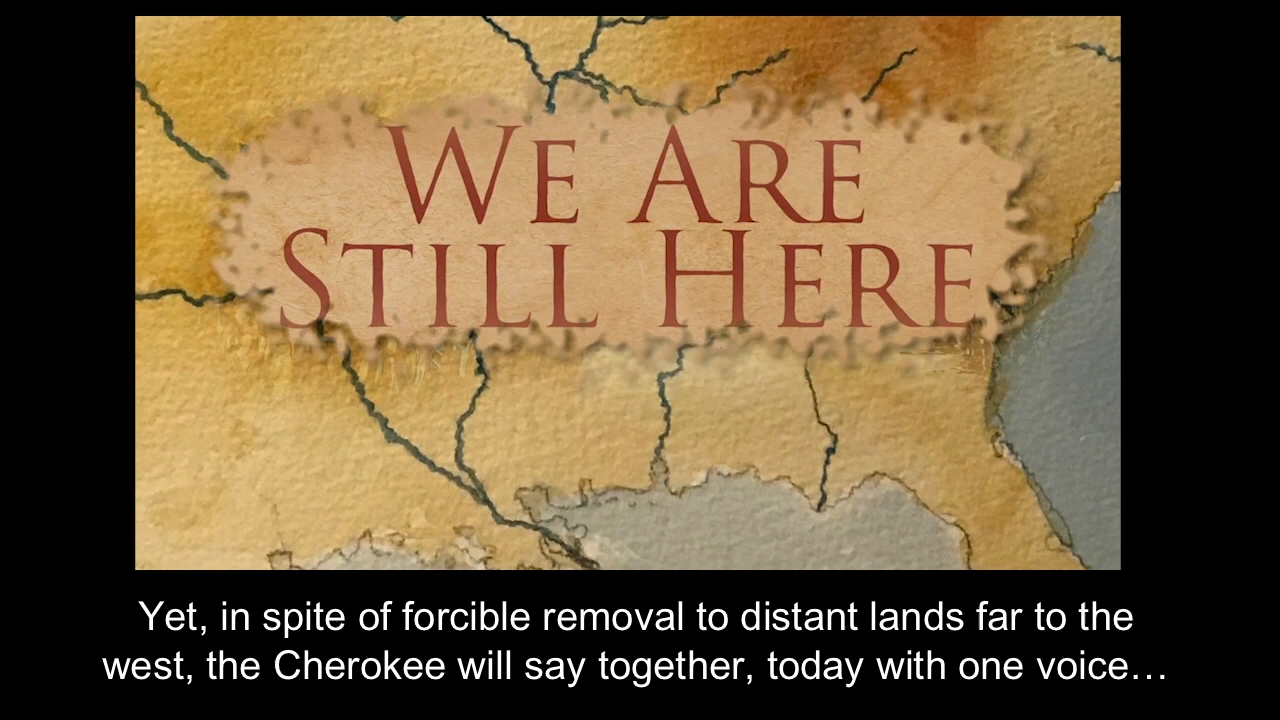 WE ARE
STILL HERE
Yet, in spite of forcible removal to distant lands far to the
west, the Cherokee will say together, today with one voice…